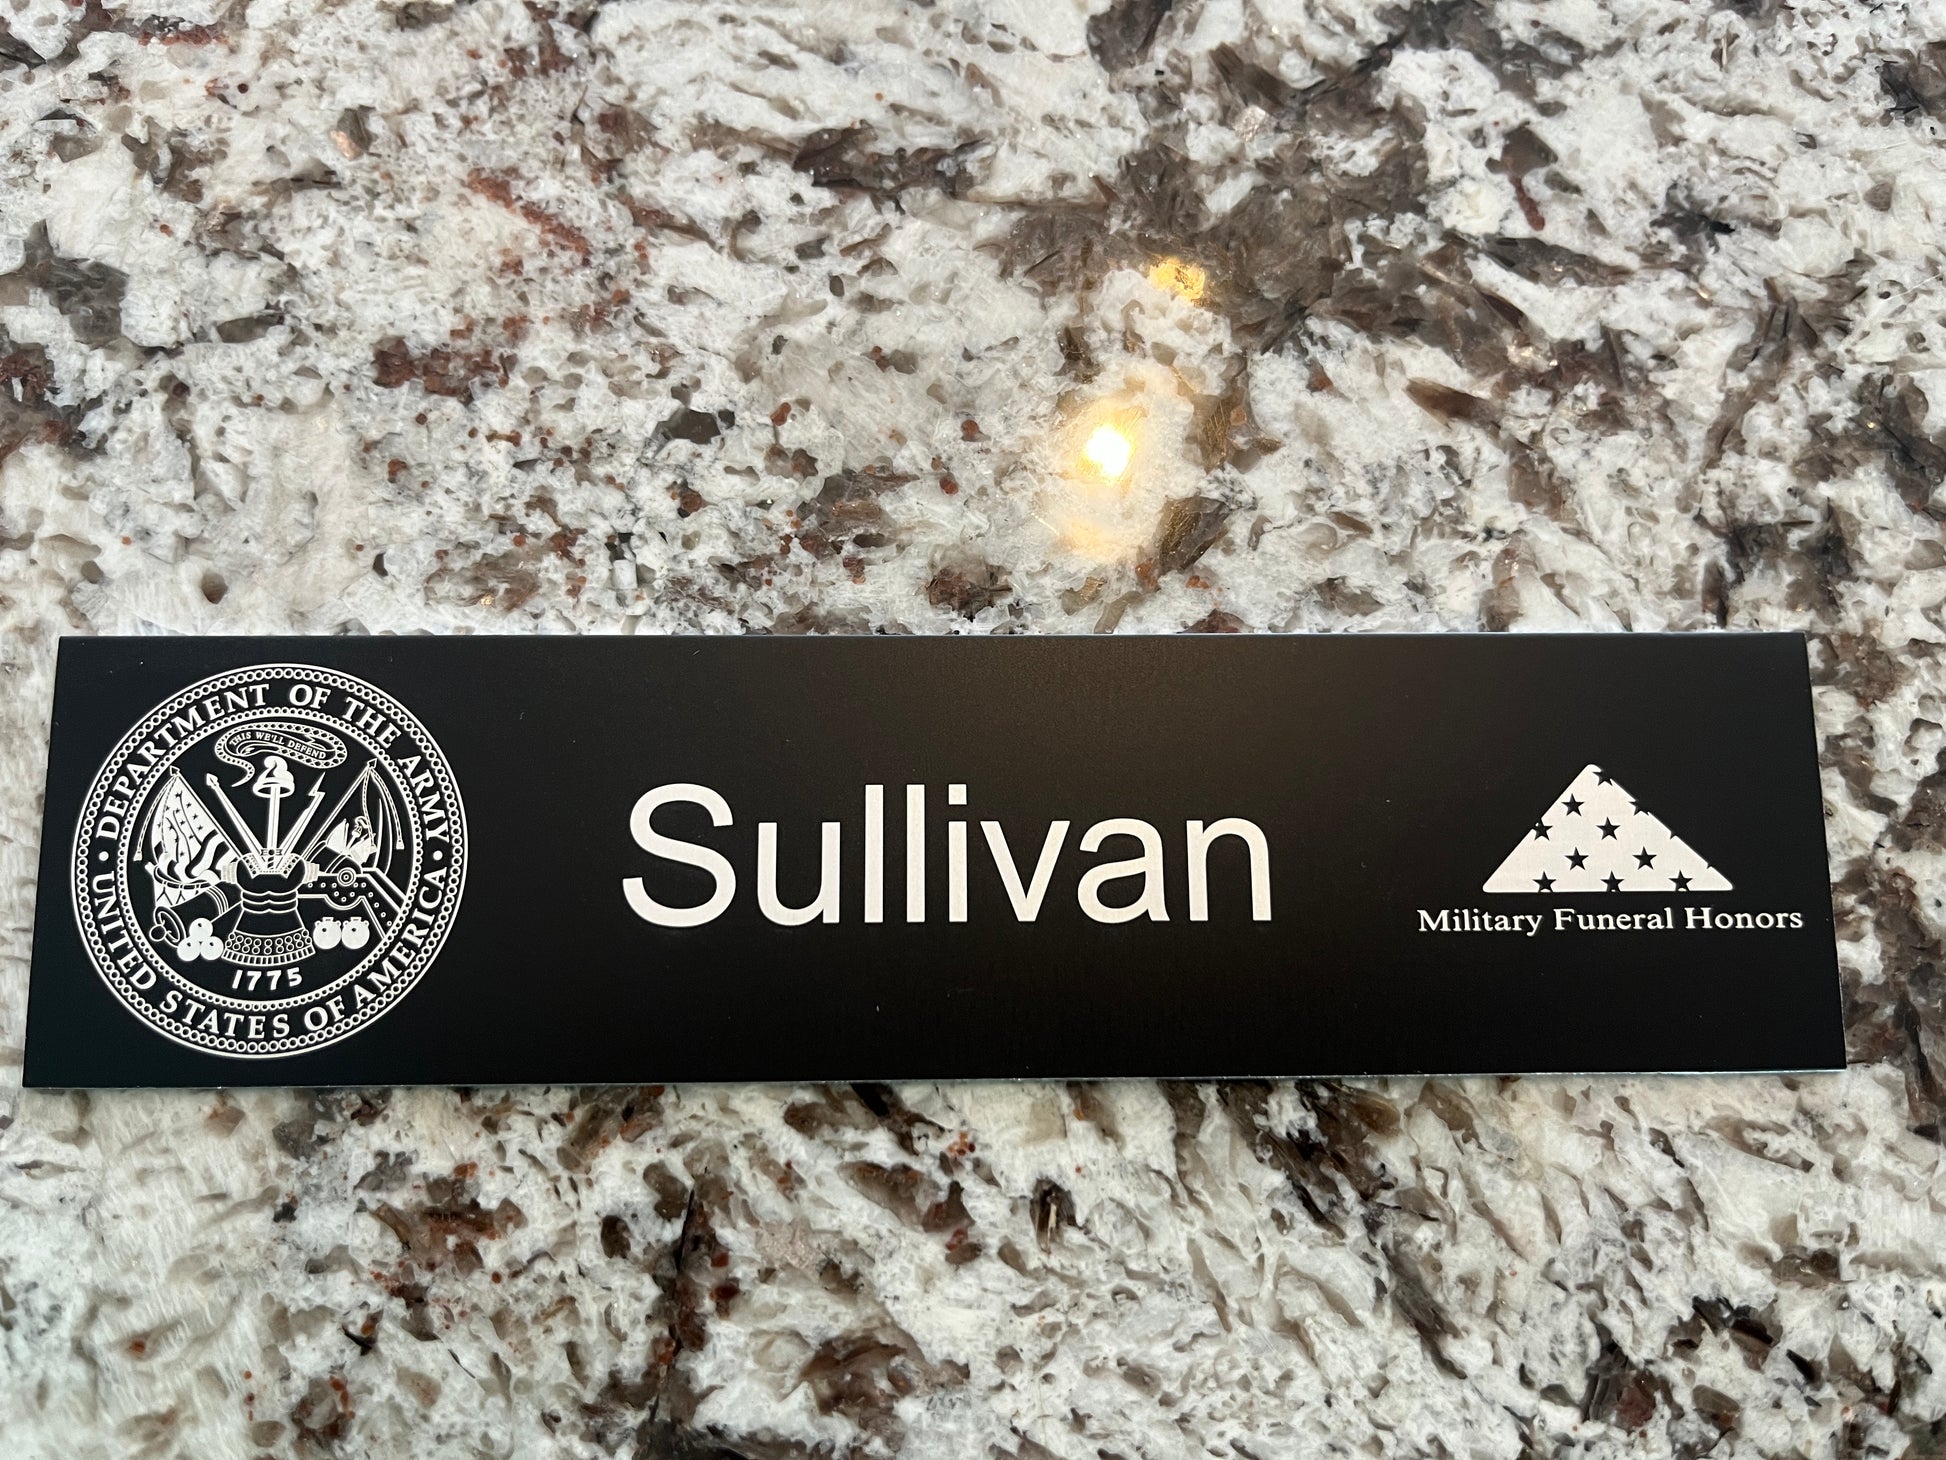 DEPARTMENT OF THE ARMY
THIS WE'LL DEFEND
1775
UNITED STATES OF AMERICA
Sullivan
Military Funeral Honors